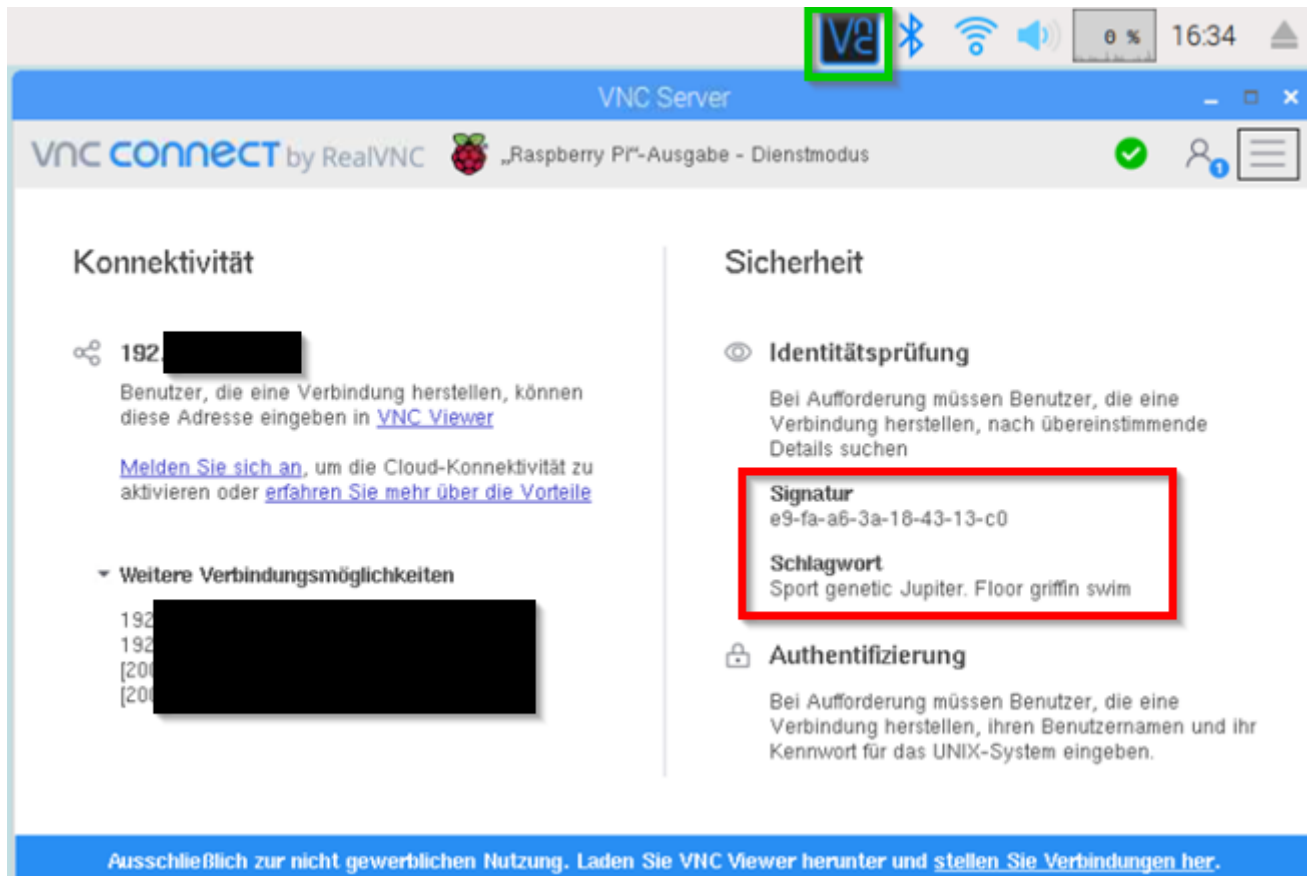 0 %
16:34
VNC Server
VNC CONNECT by RealVNC
„Raspberry Pi“-Ausgabe – Dienstmodus
1
Konnektivität
192.
Benutzer, die eine Verbindung herstellen, können
diese Adresse eingeben in VNC Viewer
Melden Sie sich an, um die Cloud-Konnektivität zu
aktivieren oder erfahren Sie mehr über die Vorteile
Weitere Verbindungsmöglichkeiten
192
192
[200
[200
Sicherheit
Identitätsprüfung
Bei Aufforderung müssen Benutzer, die eine
Verbindung herstellen, nach übereinstimmende
Details suchen
Signatur
e9-fa-a6-3a-18-43-13-c0
Schlagwort
Sport genetic Jupiter. Floor griffin swim
Authentifizierung
Bei Aufforderung müssen Benutzer, die eine
Verbindung herstellen, ihren Benutzernamen und ihr
Kennwort für das UNIX-System eingeben.
Ausschließlich zur nicht gewerblichen Nutzung. Laden Sie VNC Viewer herunter und stellen Sie Verbindungen her.